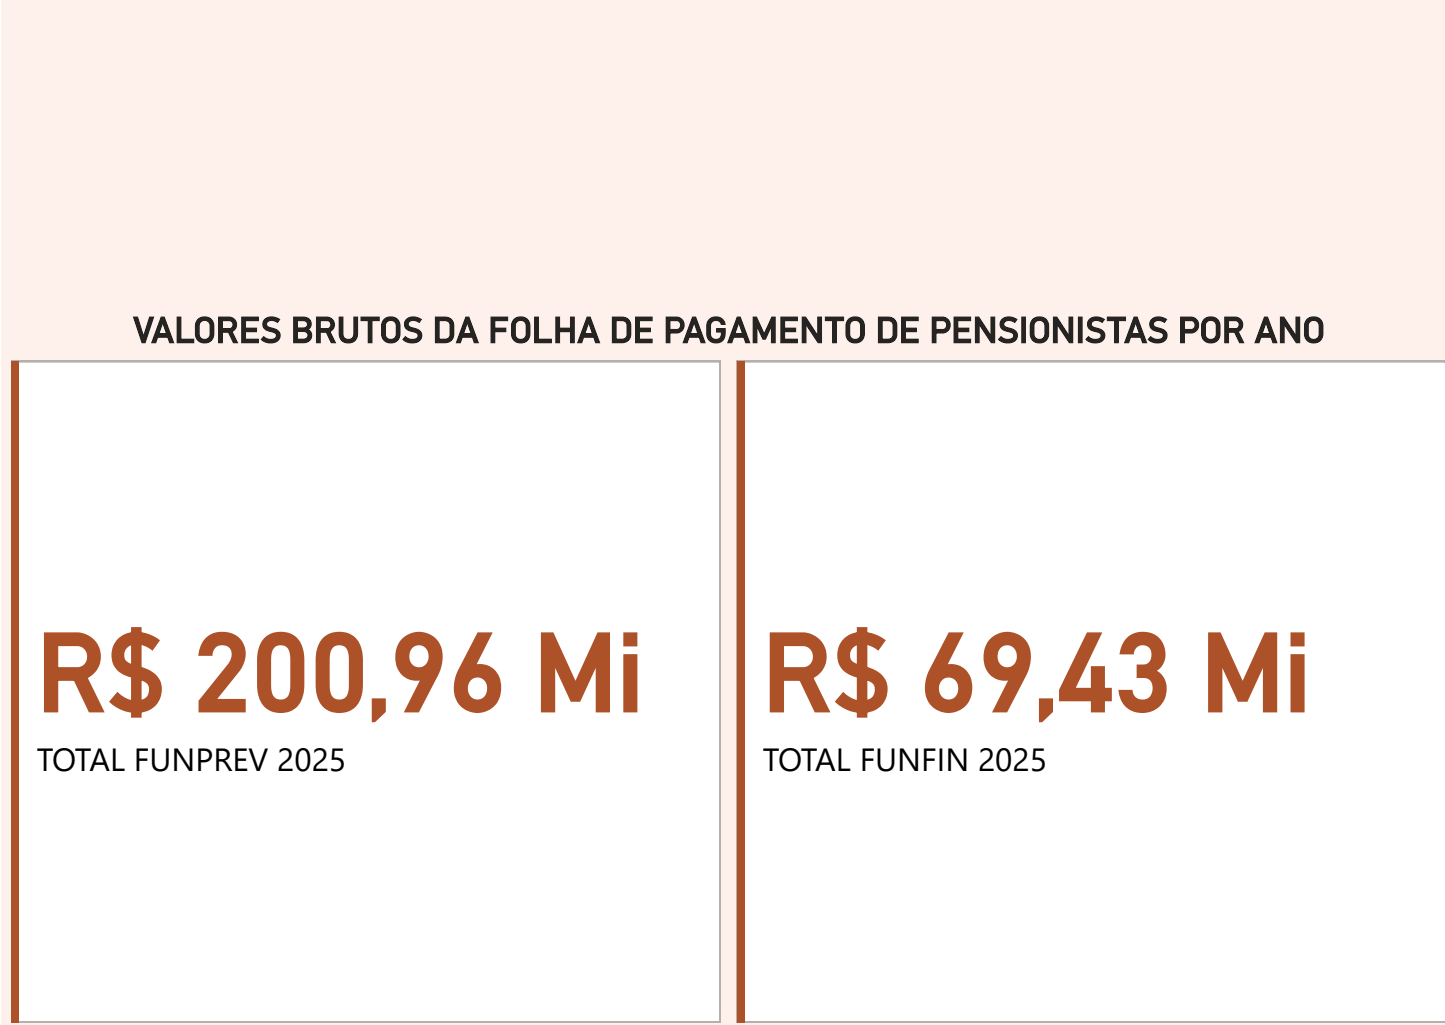 VALORES BRUTOS DA FOLHA DE PAGAMENTO DE PENSIONISTAS POR ANO
R$ 200,96 Mi
TOTAL FUNPREV 2025
R$ 69,43 Mi
TOTAL FUNFIN 2025